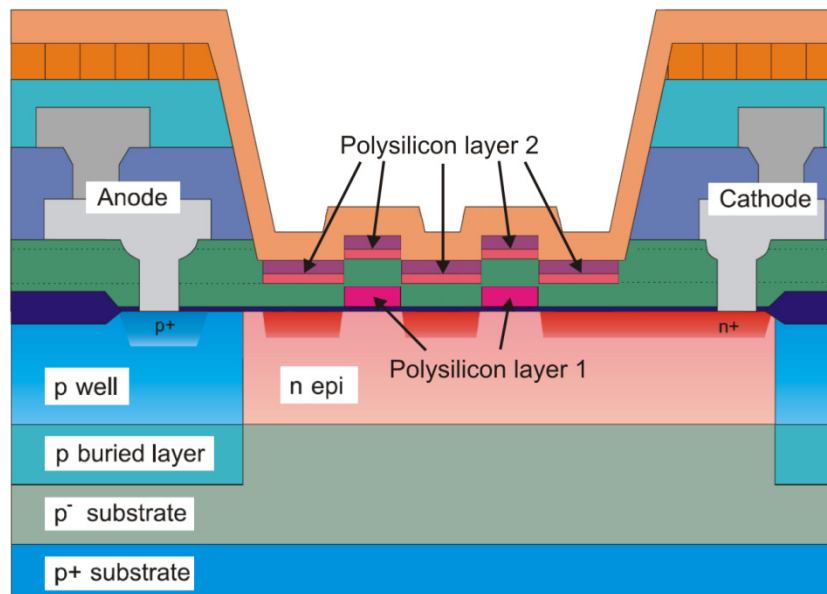 Polysilicon layer 2
Anode
Cathode
p+
n+
Polysilicon layer 1
p well
n epi
p buried layer
p⁻ substrate
p+ substrate